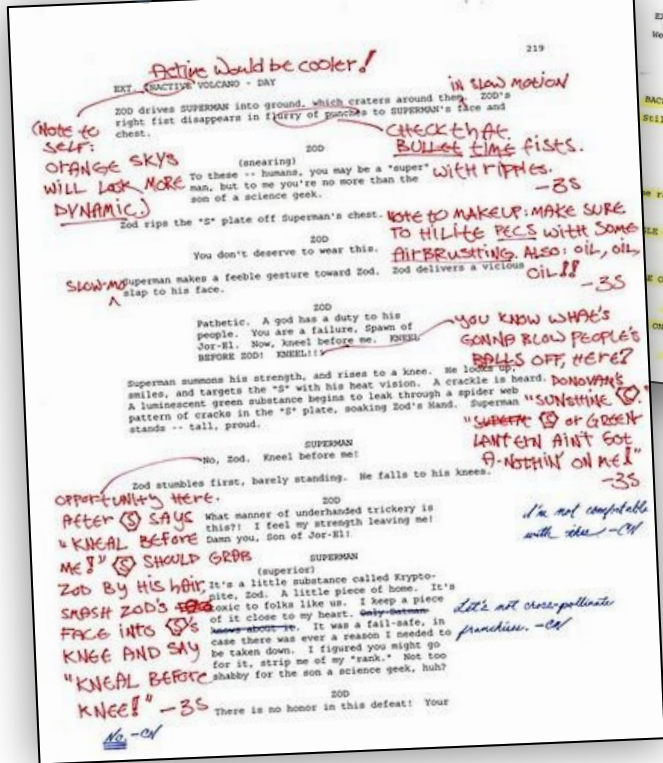 219
Active Would be cooler!
EXT. INACTIVE VOLCANO - DAY
IN SLOW MOTION
ZOD drives SUPERMAN into ground, which craters around them. ZOD's
right fist disappears in flurry of punches to SUPERMAN's face and
chest.
(Note to
SELF:
ORANGE SKYS
WILL LOOK MORE
DYNAMIC)
CHECK that.
BULLET time fists.
With ripples.
-3S
ZOD
(snearing)
To these -- humans, you may be a "super"
man, but to me you're no more than the
son of a science geek.
Zod rips the "S" plate off Superman's chest.
NOTE to MAKEUP: MAKE SURE
TO HILITE PECS WITH SOME
AIRBRUSHTING. ALSO: OIL, OIL,
OIL!!
-3S
ZOD
You don't deserve to wear this.
SLOW-MO
Superman makes a feeble gesture toward Zod. Zod delivers a vicious
slap to his face.
ZOD
Pathetic. A god has a duty to his
people. You are a failure, Spawn of
Jor-El. Now, kneel before me. KNEEL
BEFORE ZOD! KNEEL!!!
YOU KNOW WHAT'S
GONNA BLOW PEOPLE'S
BALLS OFF, HERE?
DONOVAN'S
"SUNSHINE S."
"SUPERM S or GREEN
LANTERN AIN'T GOT
A-NOTHIN' ON ME!"
-3S
Superman summons his strength, and rises to a knee. He looks up,
smiles, and targets the "S" with his heat vision. A crackle is heard.
A luminescent green substance begins to leak through a spider web
pattern of cracks in the "S" plate, soaking Zod's Hand. Superman
stands -- tall, proud.
I'm not comfortable
with this -CN
SUPERMAN
No, Zod. Kneel before me!
Zod stumbles first, barely standing. He falls to his knees.
OPPORTUNITY HERE.
AFTER S SAYS
"KNEAL BEFORE
ME!" S SHOULD GRAB
ZOD BY HIS HAIR,
SMASH ZOD'S
FACE INTO S'S
KNEE AND SAY
"KNEAL BEFORE
KNEE!" -3S
No. -CN
ZOD
What manner of underhanded trickery is
this?! I feel my strength leaving me!
Damn you, Son of Jor-El!
SUPERMAN
(superior)
It's a little substance called Krypto-
nite, Zod. A little piece of home. It's
toxic to folks like us. I keep a piece
of it close to my heart. Only Batman
knows about it. It was a fail-safe, in
case there was ever a reason I needed to
be taken down. I figured you might go
for it, strip me of my "rank." Not too
shabby for the son a science geek, huh?
Let's not cross-pollinate
franchises. -CN
ZOD
There is no honor in this defeat! Your